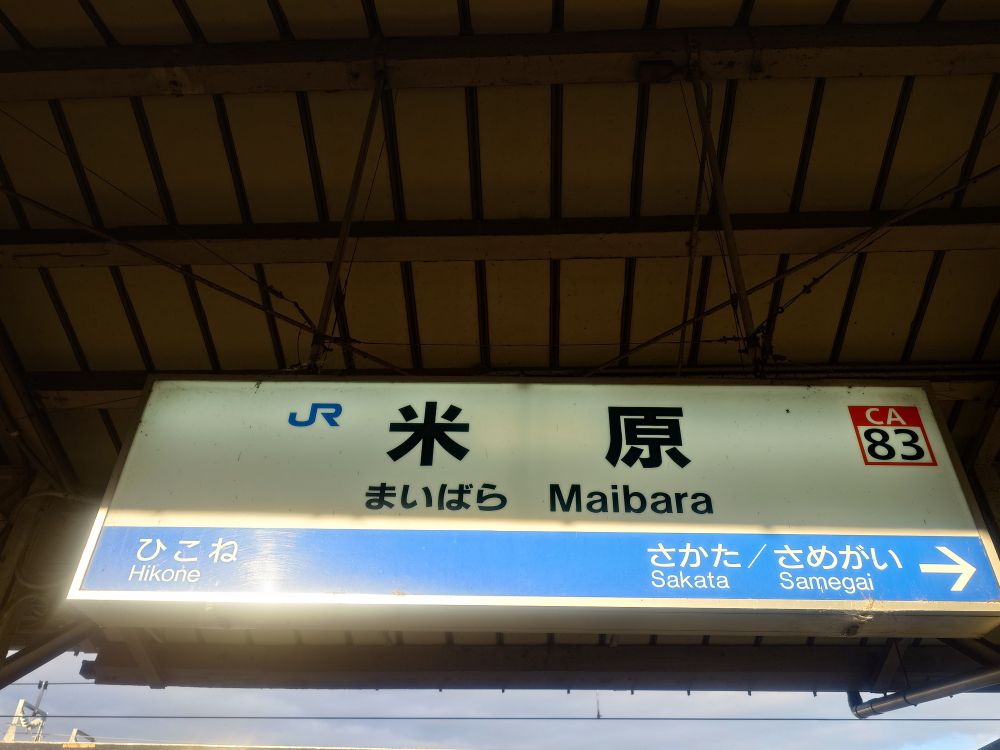 JR 米原 CA
83
まいばら Maibara
ひこね さかた／さめがい →
Hikone Sakata Samegai